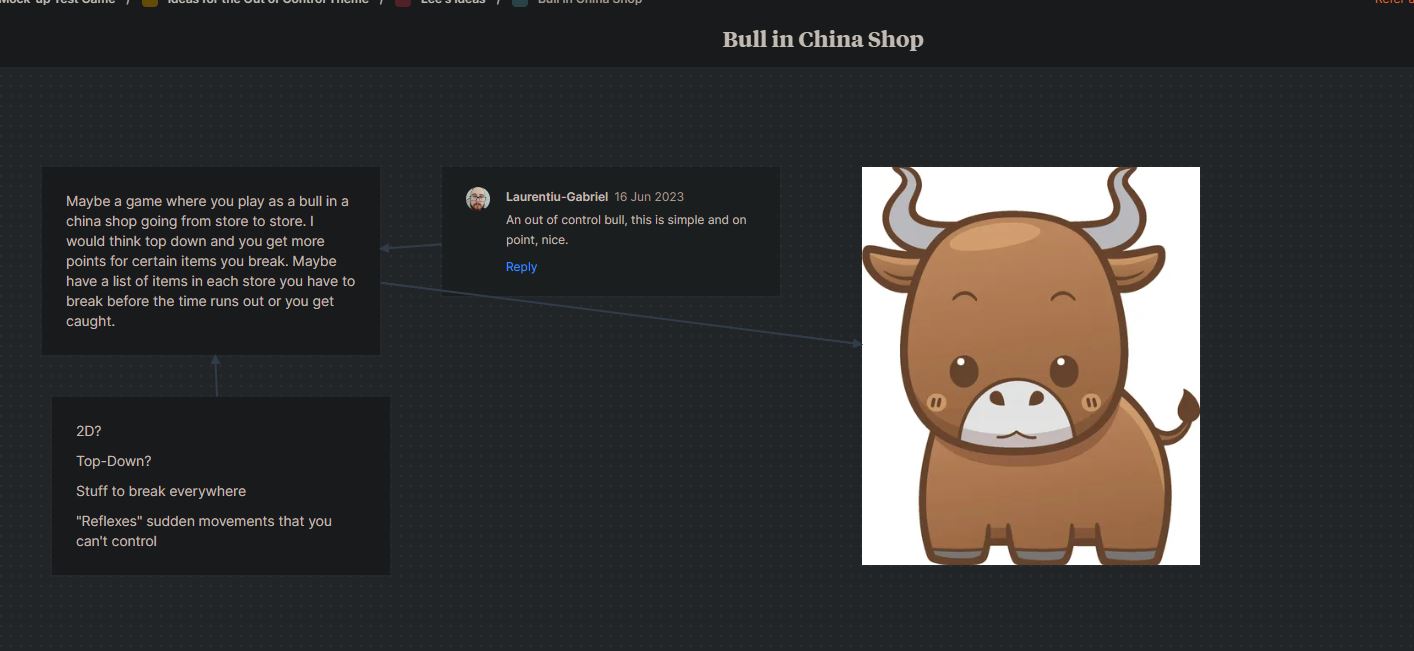 Mock-up Test Game / Ideas for the Out of Control Theme / Lee's Ideas / Bull in China Shop
Bull in China Shop
Maybe a game where you play as a bull in a
china shop going from store to store. I
would think top down and you get more
points for certain items you break. Maybe
have a list of items in each store you have to
break before the time runs out or you get
caught.
Laurentiu-Gabriel 16 Jun 2023
An out of control bull, this is simple and on
point, nice.
Reply
2D?
Top-Down?
Stuff to break everywhere
"Reflexes" sudden movements that you
can't control